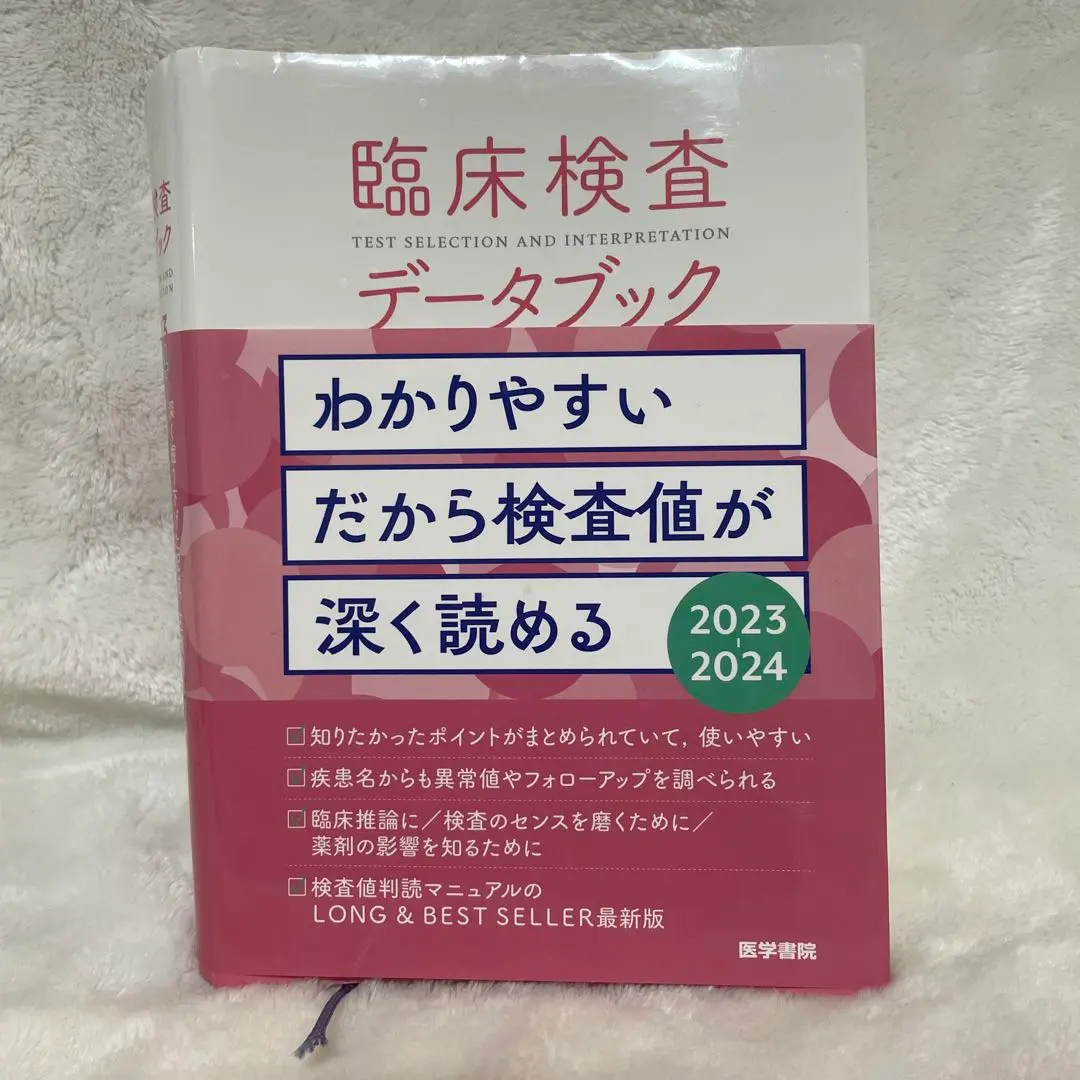 臨床検査
TEST SELECTION AND INTERPRETATION
データブック
わかりやすい
だから検査値が
深く読める
2023-
2024
知りたかったポイントがまとめられていて，使いやすい
疾患名からも異常値やフォローアップを調べられる
臨床推論に／検査のセンスを磨くために／
薬剤の影響を知るために
検査値判読マニュアルの
LONG & BEST SELLER最新版
医学書院